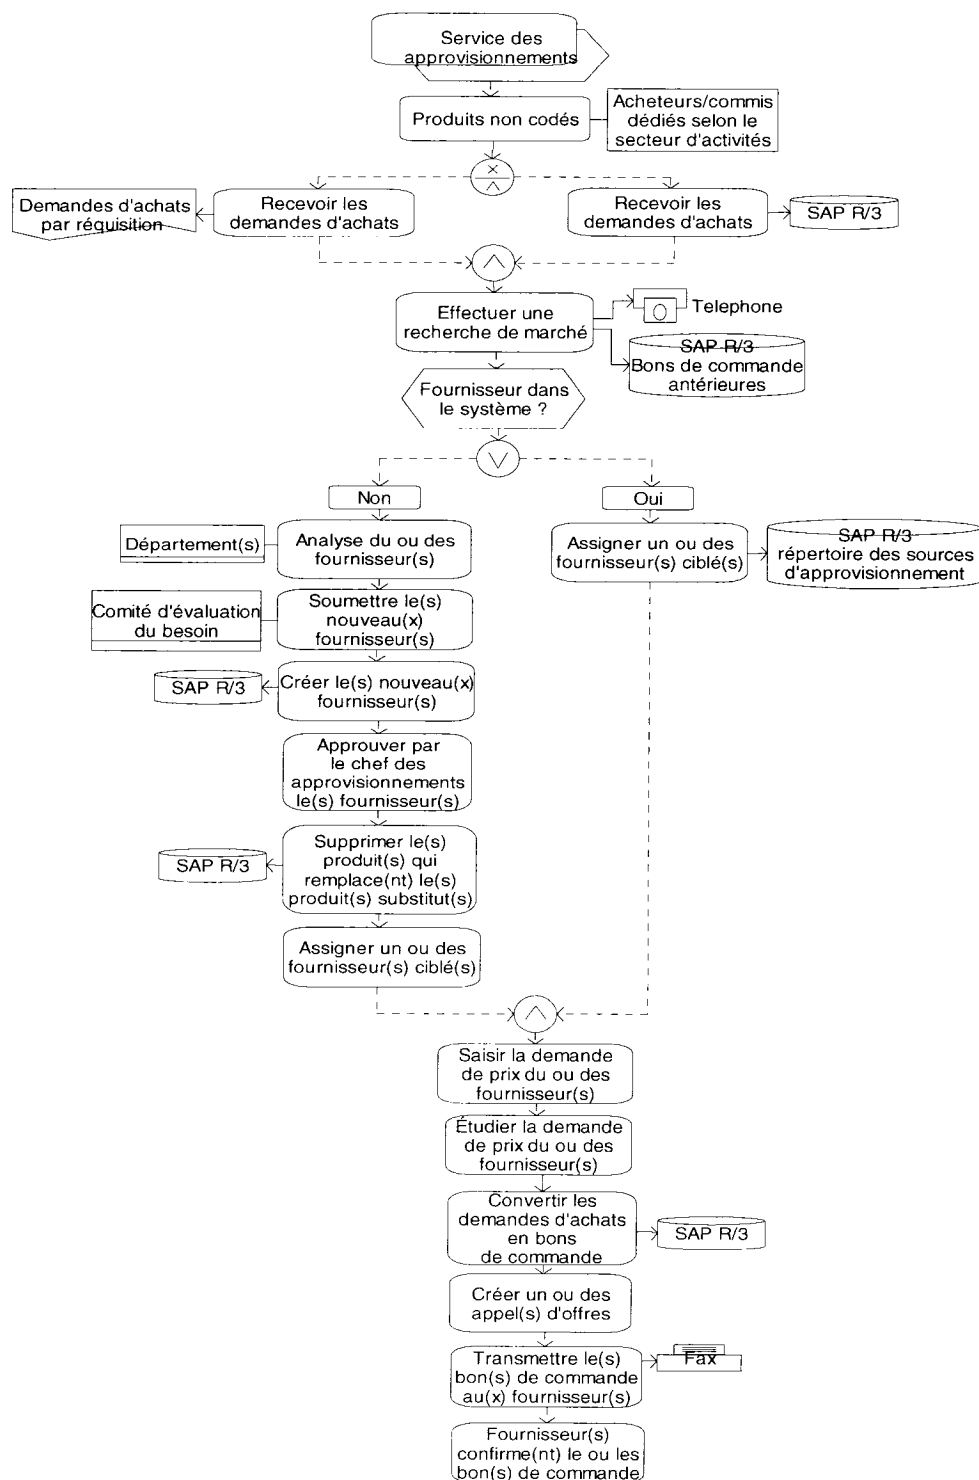 Service des
approvisionnements
Produits non codés
Acheteurs/commis
dédiés selon le
secteur d'activités
X
Demandes d'achats
par réquisition
Recevoir les
demandes d'achats
Recevoir les
demandes d'achats
SAP R/3
Effectuer une
recherche de marché
Telephone
SAP R/3
Bons de commande
antérieures
Fournisseur dans
le système ?
Non
Oui
Département(s)
Analyse du ou des
fournisseur(s)
Assigner un ou des
fournisseur(s) ciblé(s)
SAP R/3
répertoire des sources
d'approvisionnement
Comité d'évaluation
du besoin
Soumettre le(s)
nouveau(x)
fournisseur(s)
SAP R/3
Créer le(s) nouveau(x)
fournisseur(s)
Approuver par
le chef des
approvisionnements
le(s) fournisseur(s)
SAP R/3
Supprimer le(s)
produit(s) qui
remplace(nt) le(s)
produit(s) substitut(s)
Assigner un ou des
fournisseur(s) ciblé(s)
Saisir la demande
de prix du ou des
fournisseur(s)
Étudier la demande
de prix du ou des
fournisseur(s)
Convertir les
demandes d'achats
en bons
de commande
SAP R/3
Créer un ou des
appel(s) d'offres
Transmettre le(s)
bon(s) de commande
au(x) fournisseur(s)
Fax
Fournisseur(s)
confirme(nt) le ou les
bon(s) de commande